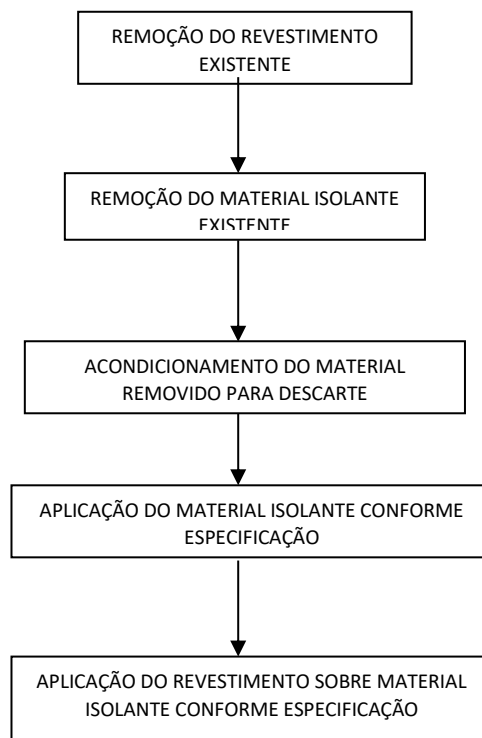 REMOÇÃO DO REVESTIMENTO
EXISTENTE
REMOÇÃO DO MATERIAL ISOLANTE
EXISTENTE
ACONDICIONAMENTO DO MATERIAL
REMOVIDO PARA DESCARTE
APLICAÇÃO DO MATERIAL ISOLANTE CONFORME
ESPECIFICAÇÃO
APLICAÇÃO DO REVESTIMENTO SOBRE MATERIAL
ISOLANTE CONFORME ESPECIFICAÇÃO